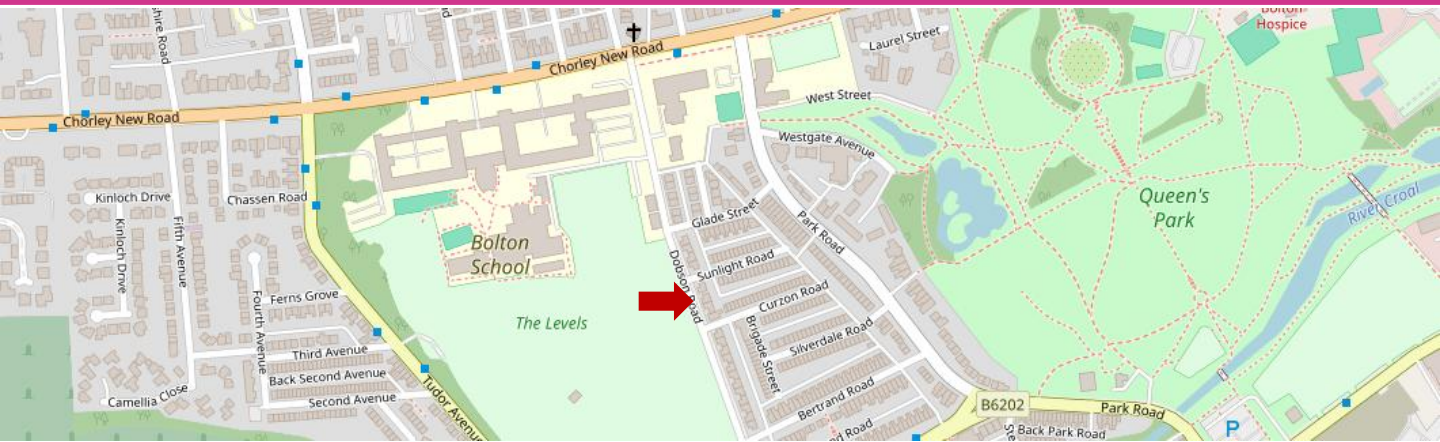 shire Road
Bolton
Hospice
Laurel Street
Chorley New Road
West Street
Chorley New Road
Westgate Avenue
Kinloch Drive
Chassen Road
Queen's
Park
River Croal
Kinloch Drive
Fifth Avenue
Glade Street
Park Road
Bolton
School
Dobson Road
Sunlight Road
Curzon Road
Ferns Grove
Fourth Avenue
The Levels
Brigade Street
Silverdale Road
Third Avenue
Back Second Avenue
Second Avenue
Camellia Close
Tudor Avenue
Bertrand Road
B6202
Park Road
P
Back Park Road
d Road